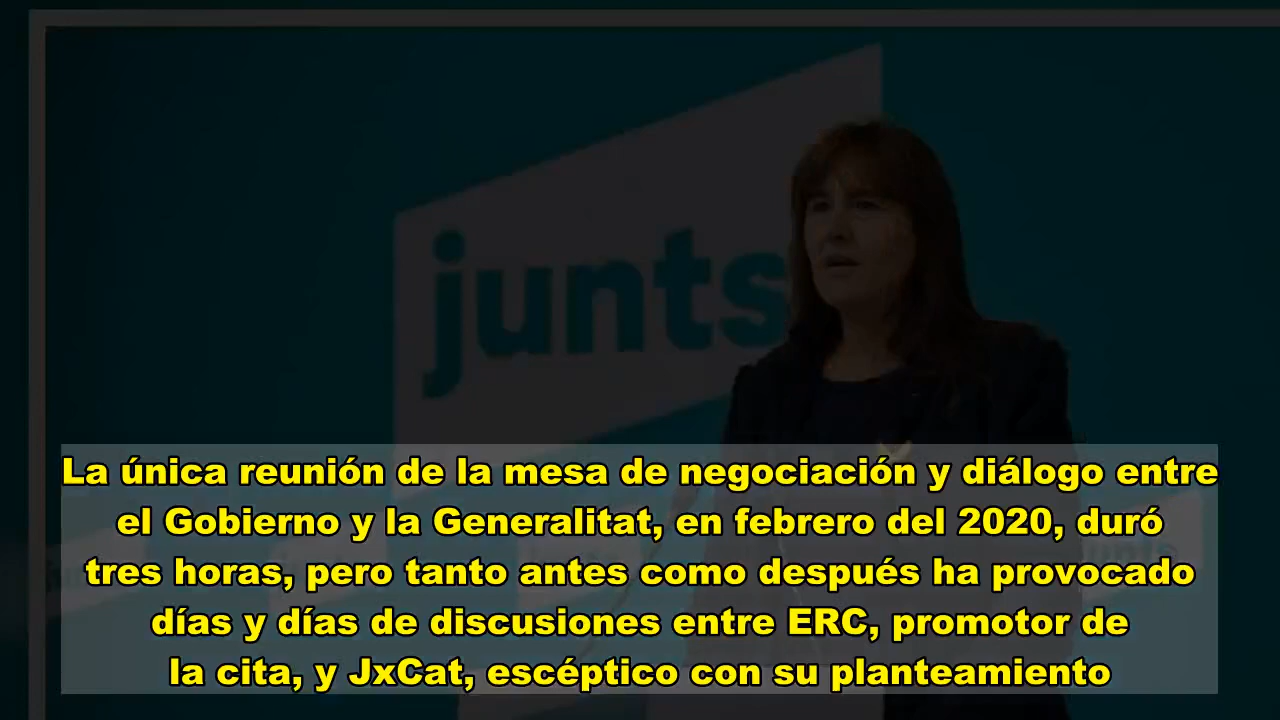 junts
La única reunión de la mesa de negociación y diálogo entre
el Gobierno y la Generalitat, en febrero del 2020, duró
tres horas, pero tanto antes como después ha provocado
días y días de discusiones entre ERC, promotor de
la cita, y JxCat, escéptico con su planteamiento